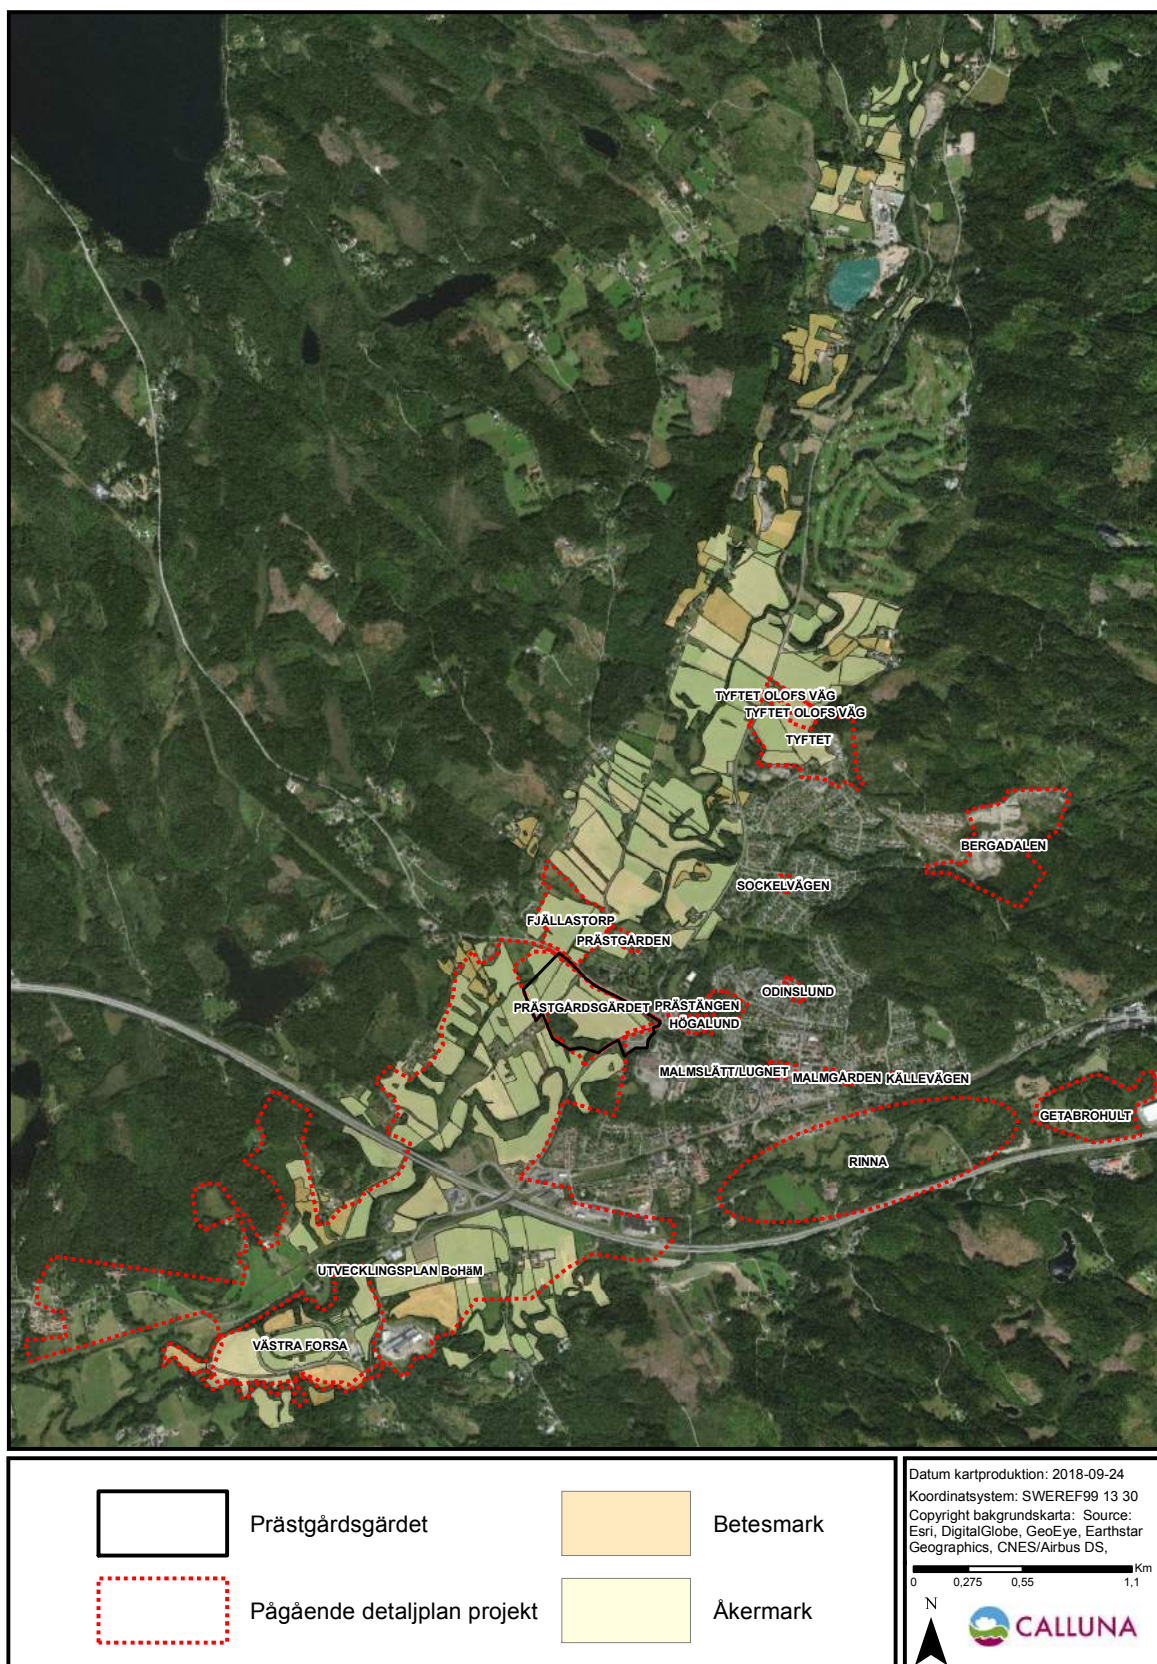 TYFTET OLOFS VÄG
TYFTET OLOFS VÄG
TYFTET
BERGADALEN
SOCKELVÄGEN
FJÄLLASTORP
PRÄSTGÅRDEN
ODINSLUND
PRÄSTGÅRDSGÄRDET
PRÄSTÄNGEN
HÖGALUND
MALMSLÄTT/LUGNET
MALMGÅRDEN
KÄLLEVÄGEN
GETABROHULT
RINNA
UTVECKLINGSPLAN BoHäM
VÄSTRA FORSA
Prästgårdsgärdet
Betesmark
Pågående detaljplan projekt
Åkermark
Datum kartproduktion: 2018-09-24
Koordinatsystem: SWEREF99 13 30
Copyright bakgrundskarta: Source:
Esri, DigitalGlobe, GeoEye, Earthstar
Geographics, CNES/Airbus DS,
Km
0 0,275 0,55 1,1
N
CALLUNA